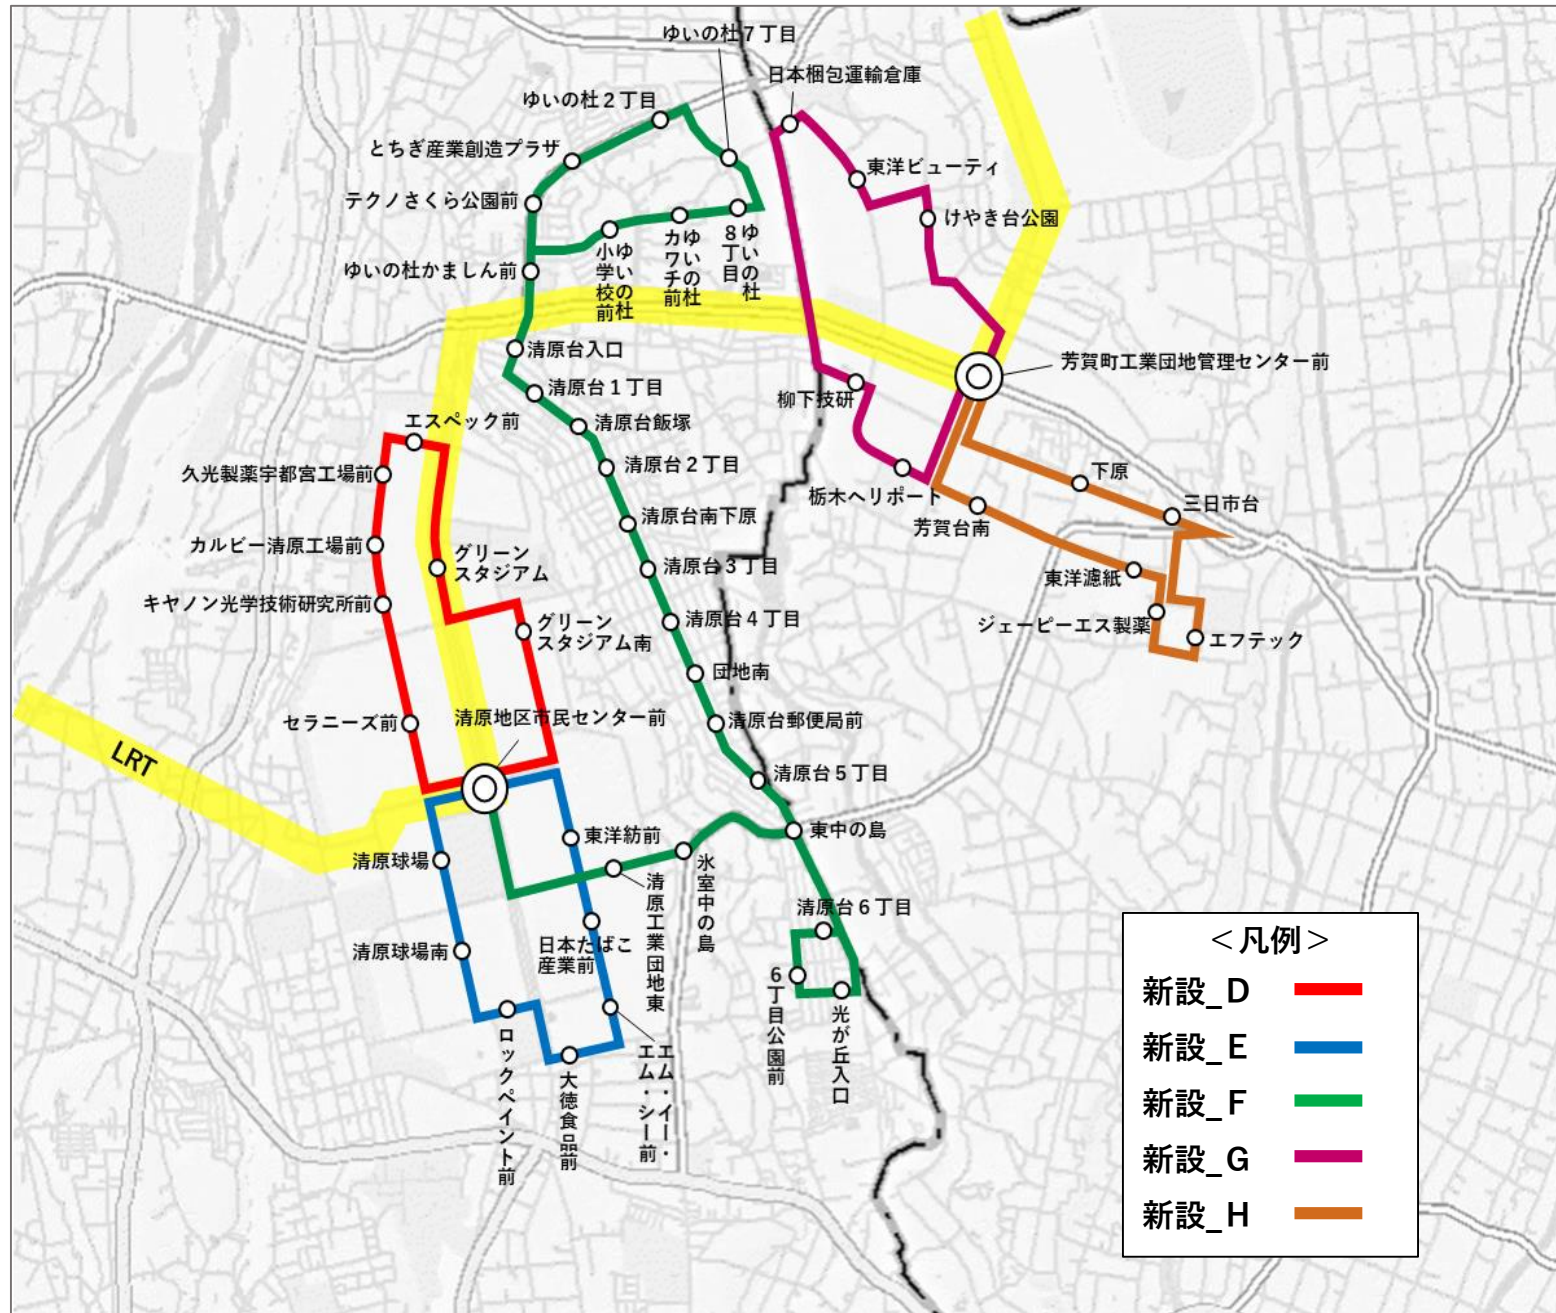 ゆいの杜７丁目
日本梱包運輸倉庫
ゆいの杜２丁目
とちぎ産業創造プラザ
東洋ビューティ
テクノさくら公園前
けやき台公園
ゆいの杜
８丁目
ゆいの杜
カワチ前
ゆいの杜
小学校前
ゆいの杜かましん前
清原台入口
芳賀町工業団地管理センター前
清原台１丁目
柳下技研
エスペック前
清原台飯塚
久光製薬宇都宮工場前
清原台２丁目
下原
栃木ヘリポート
三日市台
清原台南下原
芳賀台南
カルビー清原工場前
グリーン
スタジアム
清原台３丁目
東洋濾紙
キヤノン光学技術研究所前
グリーン
スタジアム南
清原台４丁目
ジェーピーエス製薬
エフテック
団地南
セラニーズ前
清原地区市民センター前
清原台郵便局前
LRT
清原台５丁目
東洋紡前
東中の島
清原球場
氷室中の島
清原工業団地東
清原台６丁目
清原球場南
日本たばこ
産業前
６丁目公園前
光が丘入口
ロックペイント前
大徳食品前
エム・イー・
エム・シー前
＜凡例＞
新設_D
新設_E
新設_F
新設_G
新設_H